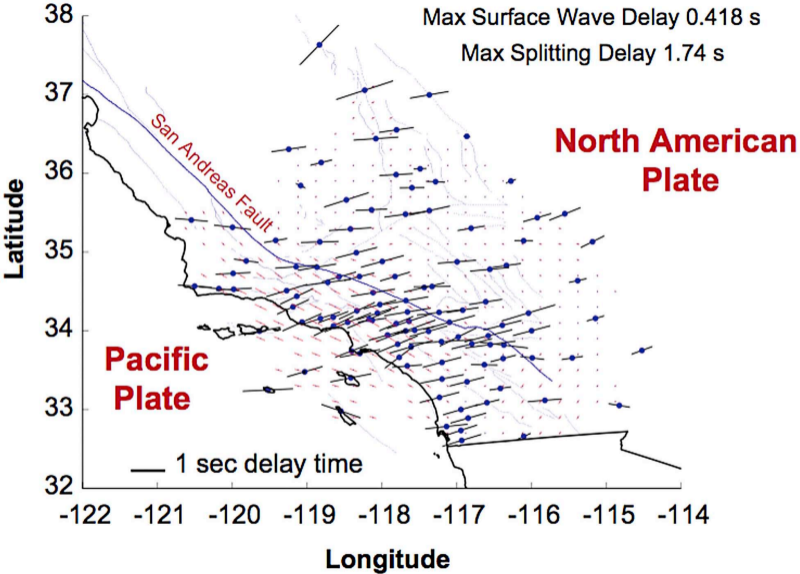 Max Surface Wave Delay 0.418 s
Max Splitting Delay 1.74 s
38
37
36
35
34
33
32
Latitude
San Andreas Fault
North American
Plate
Pacific
Plate
1 sec delay time
-122 -121 -120 -119 -118 -117 -116 -115 -114
Longitude